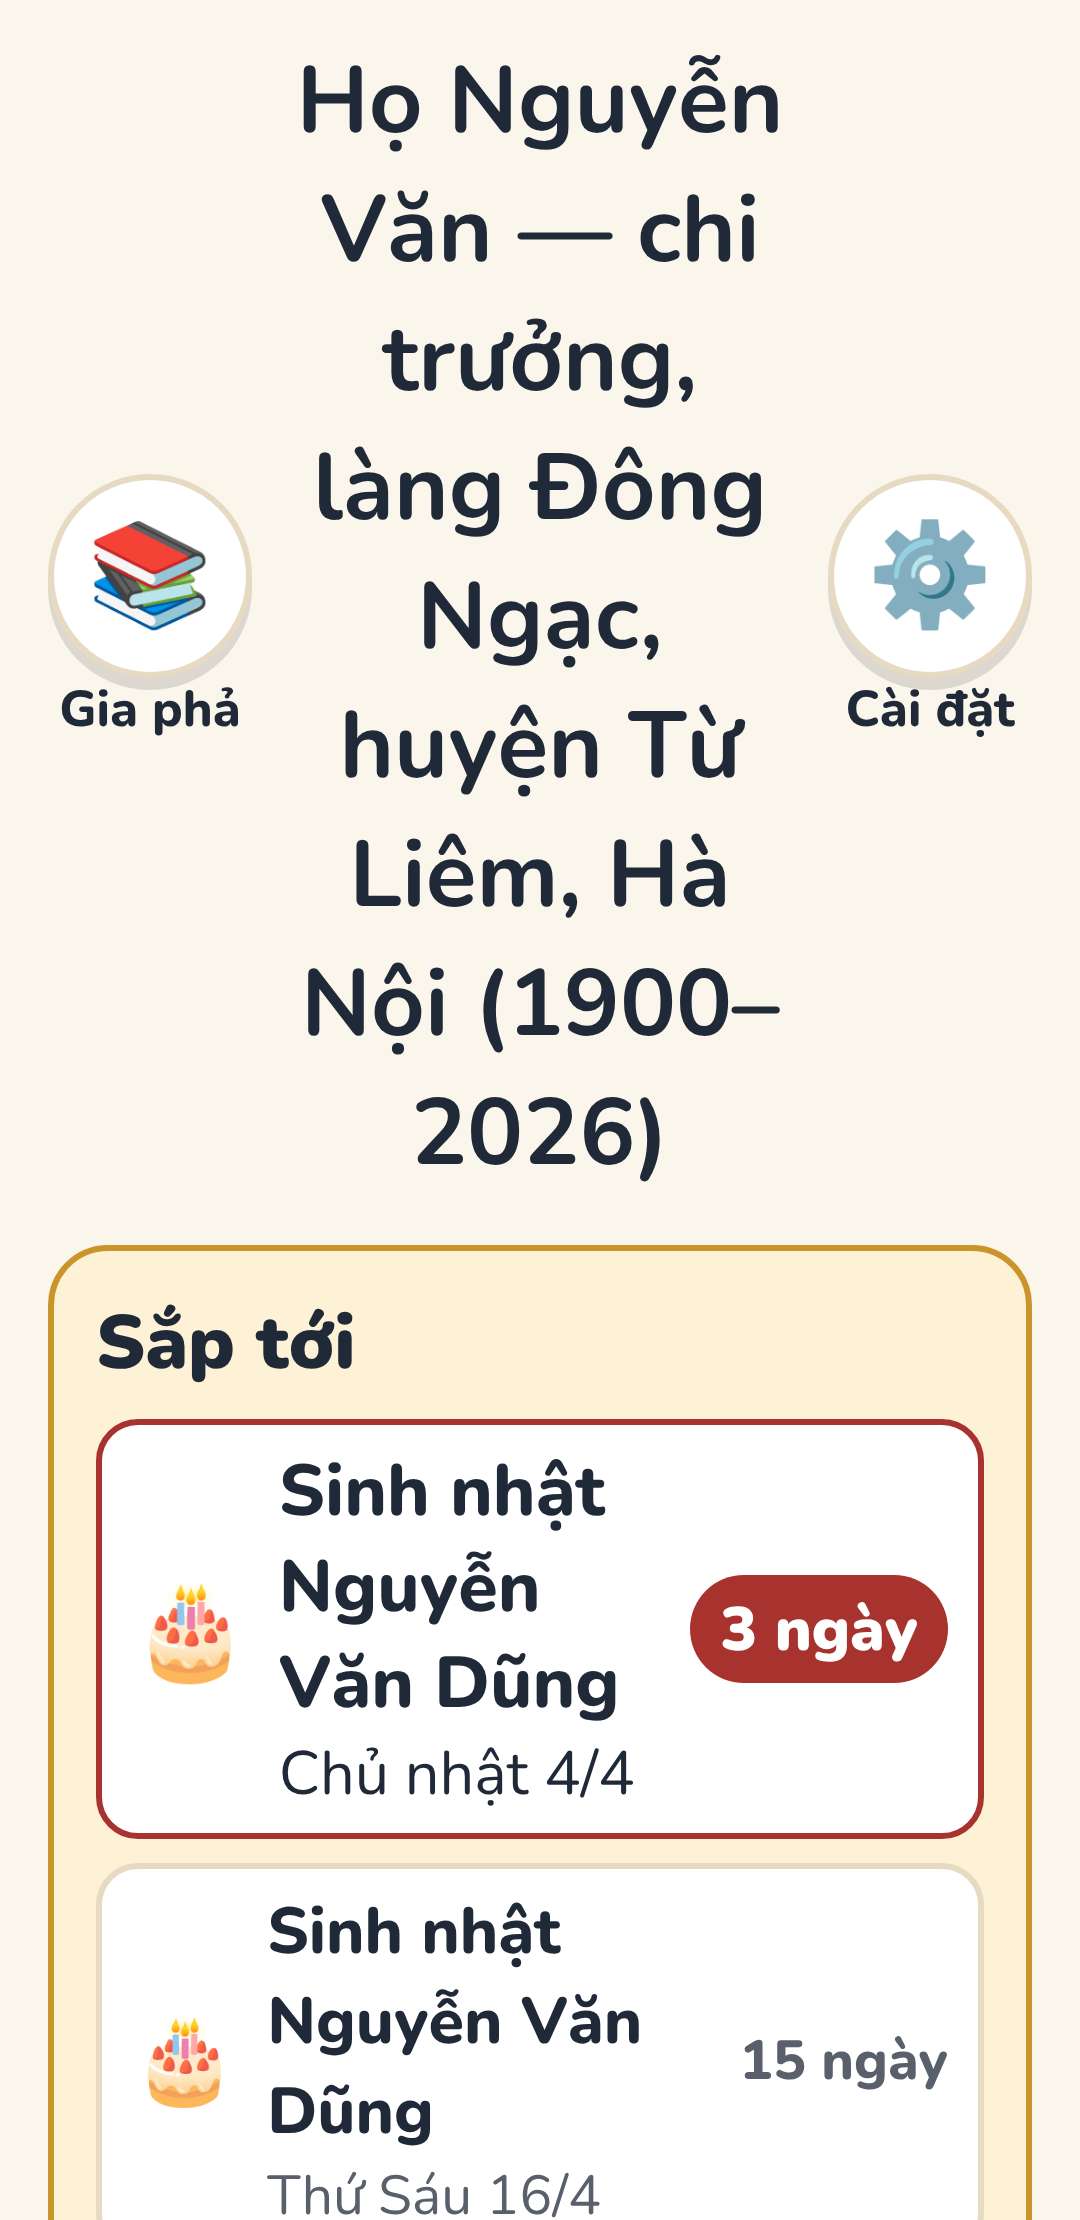 Họ Nguyễn
Văn — chi
trưởng,
làng Đông
Ngạc,
huyện Từ
Liêm, Hà
Nội (1900–
2026)
Gia phả
Cài đặt
Sắp tới
Sinh nhật
Nguyễn
Văn Dũng
Chủ nhật 4/4
3 ngày
Sinh nhật
Nguyễn Văn
Dũng
Thứ Sáu 16/4
15 ngày